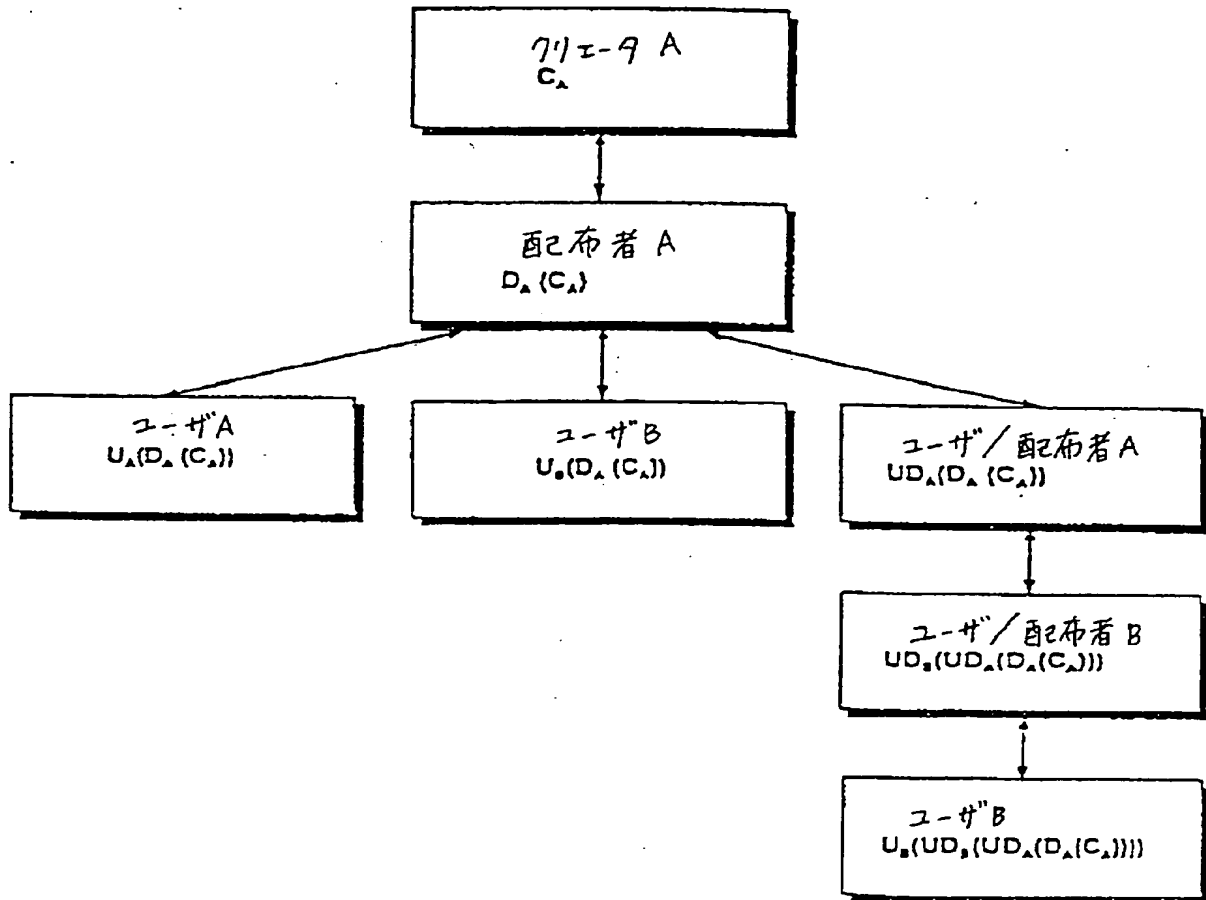 クリエータ A
C_A
配布者 A
D_A (C_A)
ユーザA
U_A(D_A (C_A))
ユーザB
U_B(D_A (C_A))
ユーザ/配布者A
UD_A(D_A (C_A))
ユーザ/配布者B
UD_B(UD_A(D_A(C_A)))
ユーザB
U_B(UD_B(UD_A(D_A(C_A))))